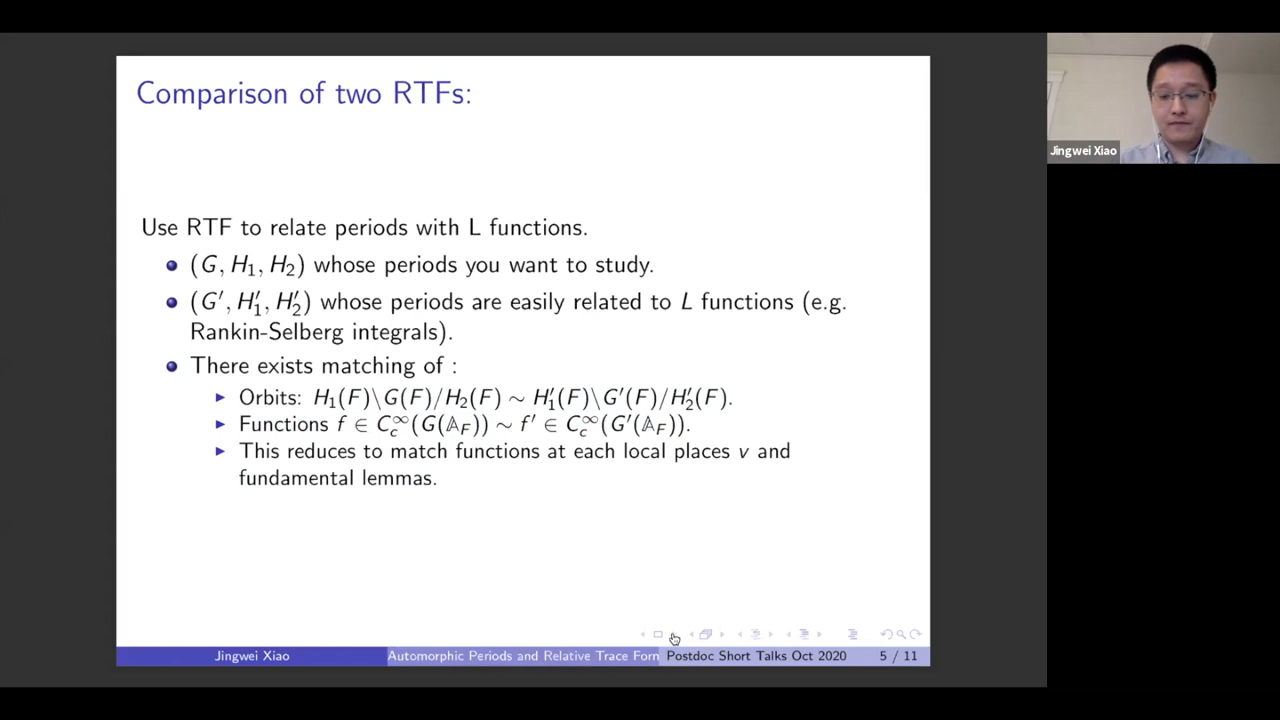 Comparison of two RTFs:
Use RTF to relate periods with L functions.
(G, H₁, H₂) whose periods you want to study.
(G′, H′₁, H′₂) whose periods are easily related to L functions (e.g.
Rankin-Selberg integrals).
There exists matching of :
Orbits: H₁(F)\G(F)/H₂(F) ∼ H′₁(F)\G′(F)/H′₂(F).
Functions f ∈ C_c^∞(G(𝔸_F)) ∼ f′ ∈ C_c^∞(G′(𝔸_F)).
This reduces to match functions at each local places v and
fundamental lemmas.
Jingwei Xiao
Automorphic Periods and Relative Trace Form
Postdoc Short Talks Oct 2020
5 / 11
Jingwei Xiao